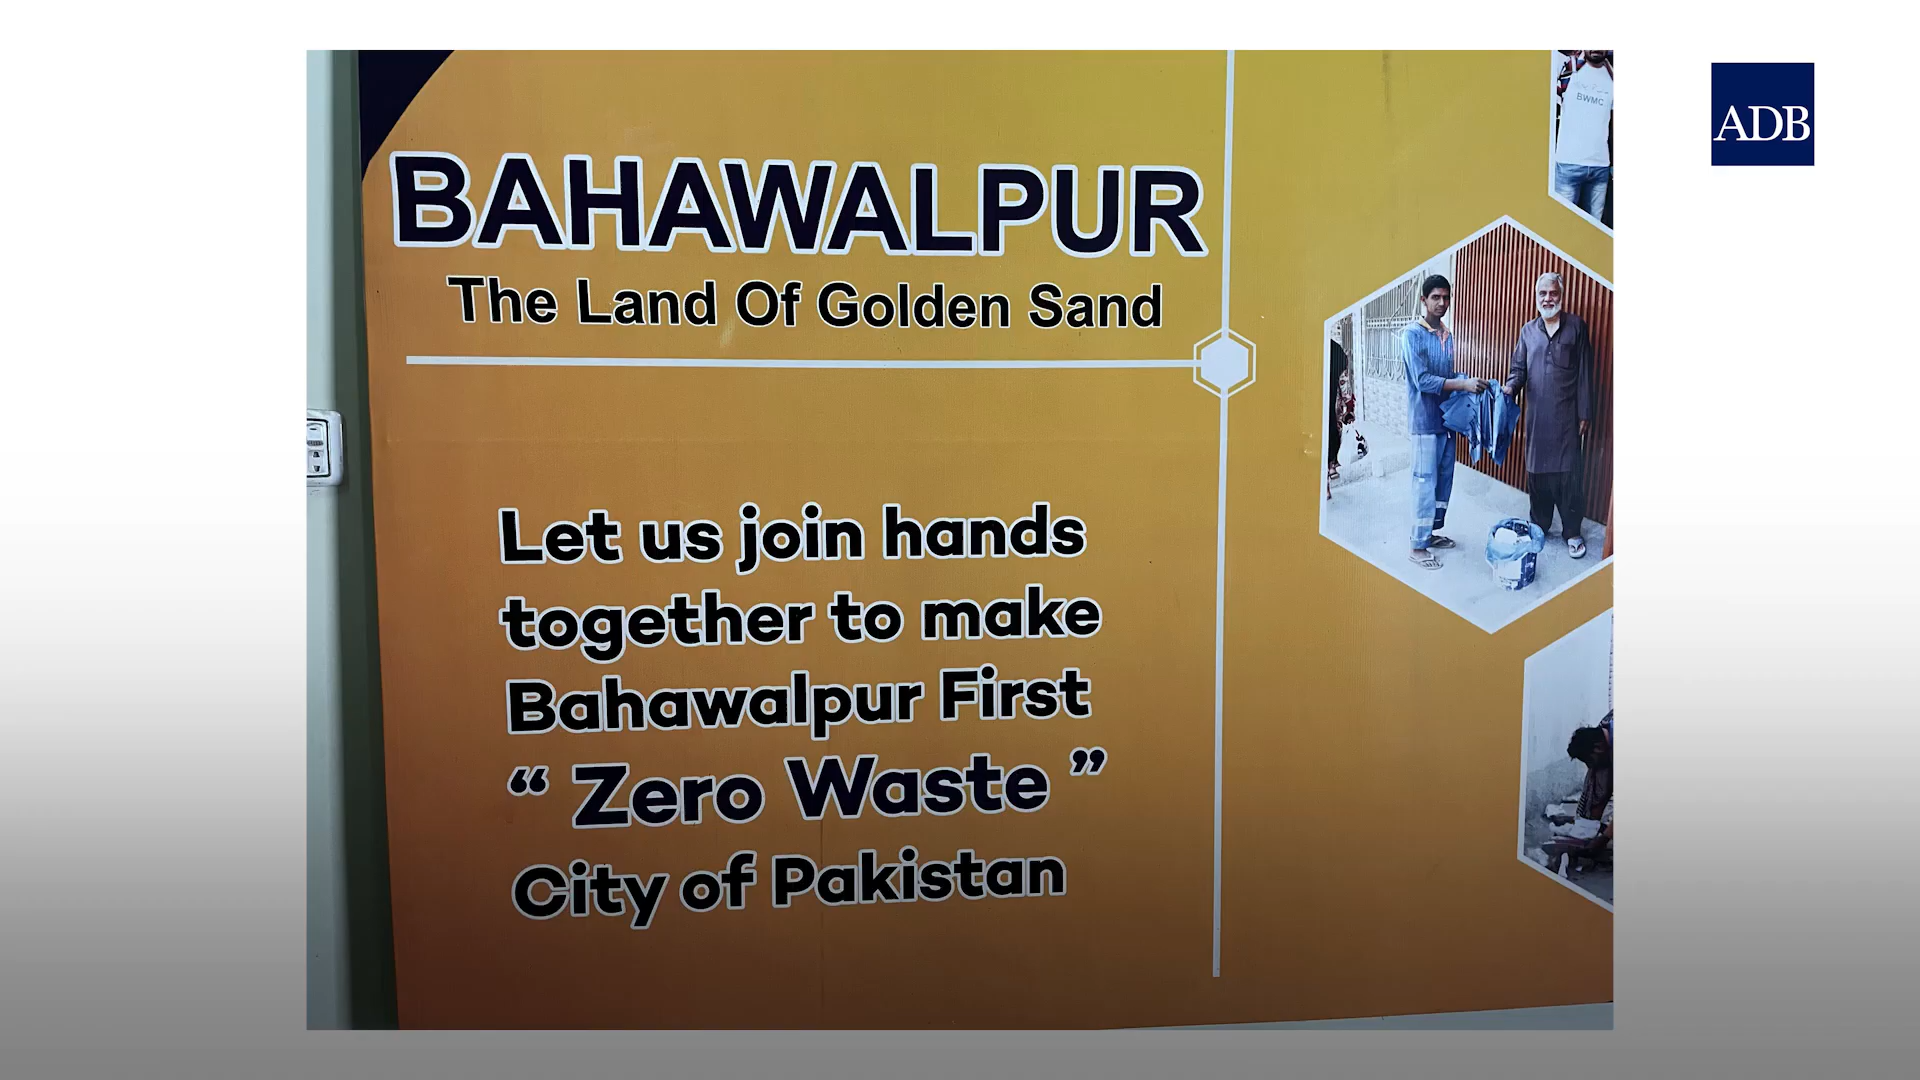 BAHAWALPUR
The Land Of Golden Sand
Let us join hands
together to make
Bahawalpur First
“ Zero Waste ”
City of Pakistan
BWMC
ADB